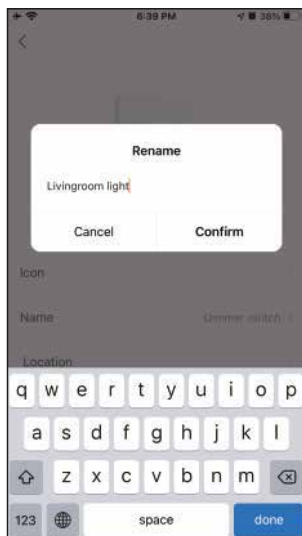 6:39 PM
38%
Rename
Livingroom light
Cancel Confirm
Icon
Name Dimmer switch
Location
q w e r t y u i o p
a s d f g h j k l
z x c v b n m
123 space done